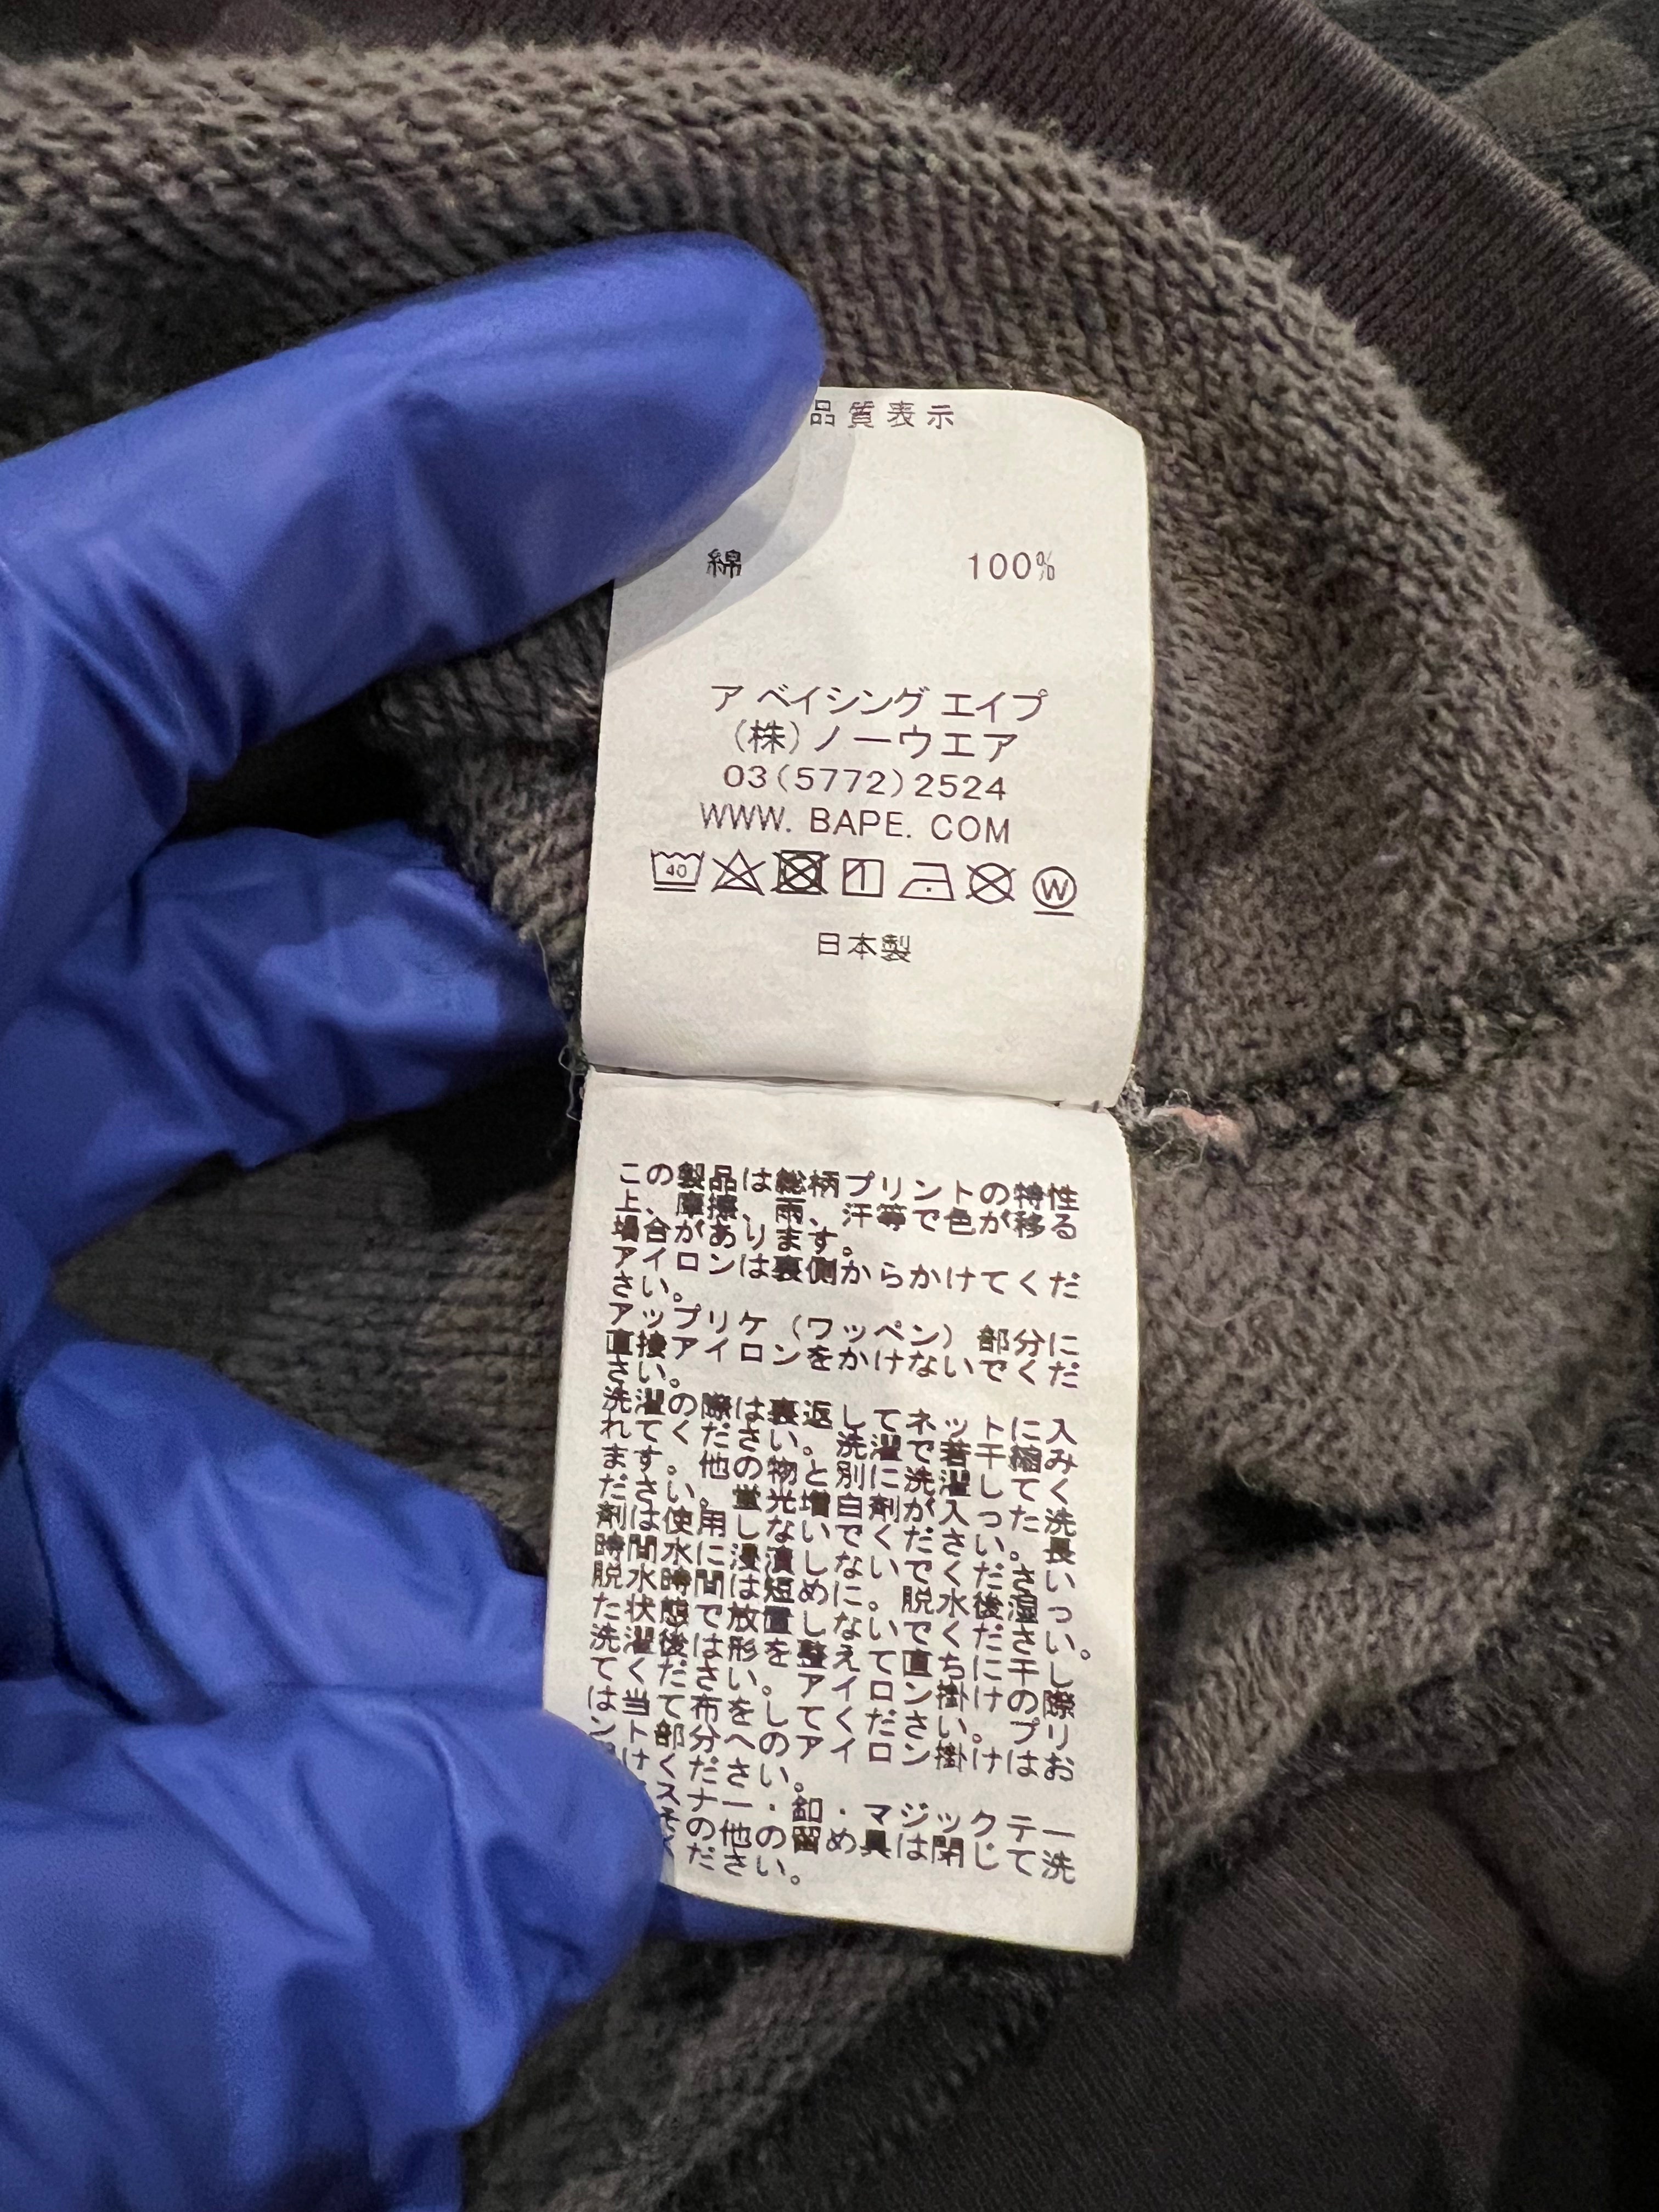 品質表示
綿 100%
ア ベイシング エイプ
(株)ノーウエア
03(5772)2524
WWW. BAPE. COM
40
W
日本製
この製品は総柄プリントの特性
上、摩擦、雨、汗等で色が移る
場合があります。
アイロンは裏側からかけてくだ
さい。
アップリケ（ワッペン）部分に
直接アイロンをかけないでくだ
さい。
洗濯の際は裏返してネットに入
れてください。洗濯で若干縮み
ます。他の物と別に洗濯してく
ださい。蛍光増白剤が入った洗
剤は使用しないでください。長
時間水に浸漬しないでください
脱水時間は短めに。脱水後湿っ
た状態では放置しないでください。
洗濯後は形を整えて直ちに干し
てください。アイロン掛けの際
は当て布をしてくださいプリ
ント部分へのアイロン掛けはお
けください。
スナー・釦・マジックテー
の他の留め具は閉じて洗
ださい。